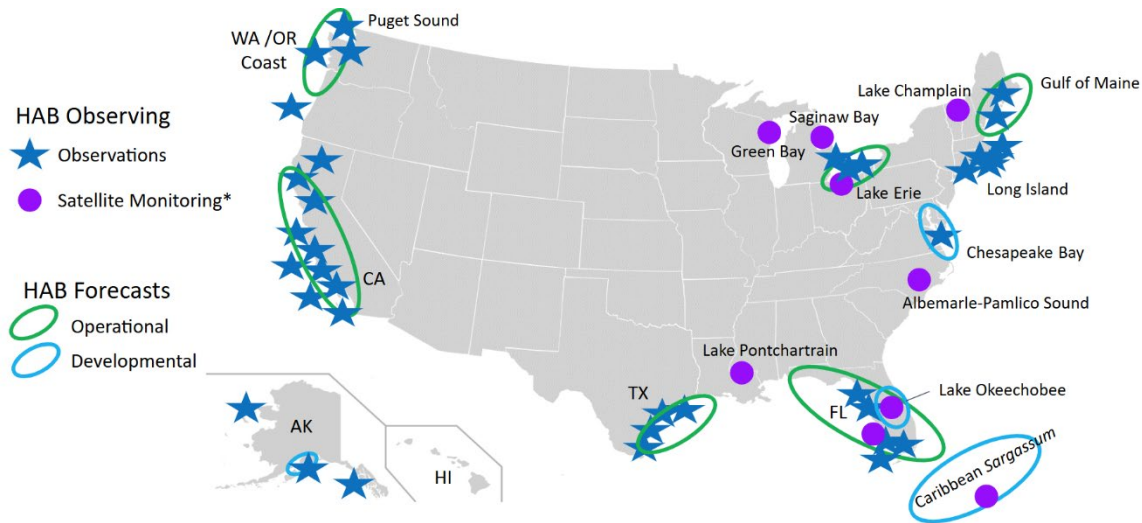 Puget Sound
WA /OR
Coast
Lake Champlain
Gulf of Maine
HAB Observing
Saginaw Bay
Observations
Green Bay
Satellite Monitoring*
Lake Erie
Long Island
Chesapeake Bay
CA
HAB Forecasts
Albemarle-Pamlico Sound
Operational
Developmental
Lake Pontchartrain
TX
FL
Lake Okeechobee
AK
HI
Caribbean Sargassum